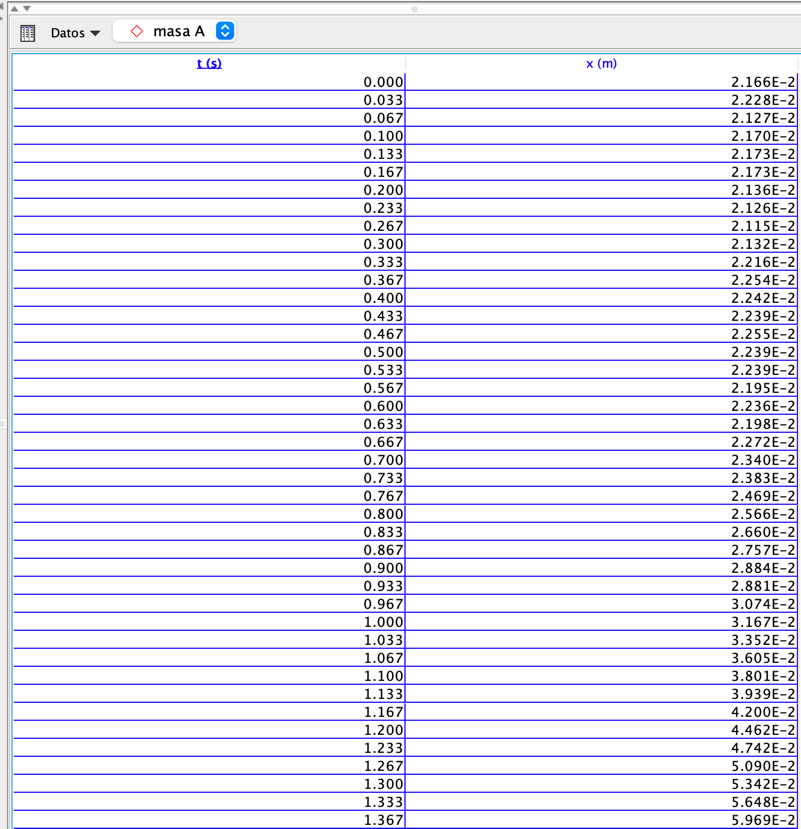 Datos masa A
t (s) x (m)
0.000 2.166E-2
0.033 2.228E-2
0.067 2.127E-2
0.100 2.170E-2
0.133 2.173E-2
0.167 2.173E-2
0.200 2.136E-2
0.233 2.126E-2
0.267 2.115E-2
0.300 2.132E-2
0.333 2.216E-2
0.367 2.254E-2
0.400 2.242E-2
0.433 2.239E-2
0.467 2.255E-2
0.500 2.239E-2
0.533 2.239E-2
0.567 2.195E-2
0.600 2.236E-2
0.633 2.198E-2
0.667 2.272E-2
0.700 2.340E-2
0.733 2.383E-2
0.767 2.469E-2
0.800 2.566E-2
0.833 2.660E-2
0.867 2.757E-2
0.900 2.884E-2
0.933 2.881E-2
0.967 3.074E-2
1.000 3.167E-2
1.033 3.352E-2
1.067 3.605E-2
1.100 3.801E-2
1.133 3.939E-2
1.167 4.200E-2
1.200 4.462E-2
1.233 4.742E-2
1.267 5.090E-2
1.300 5.342E-2
1.333 5.648E-2
1.367 5.969E-2